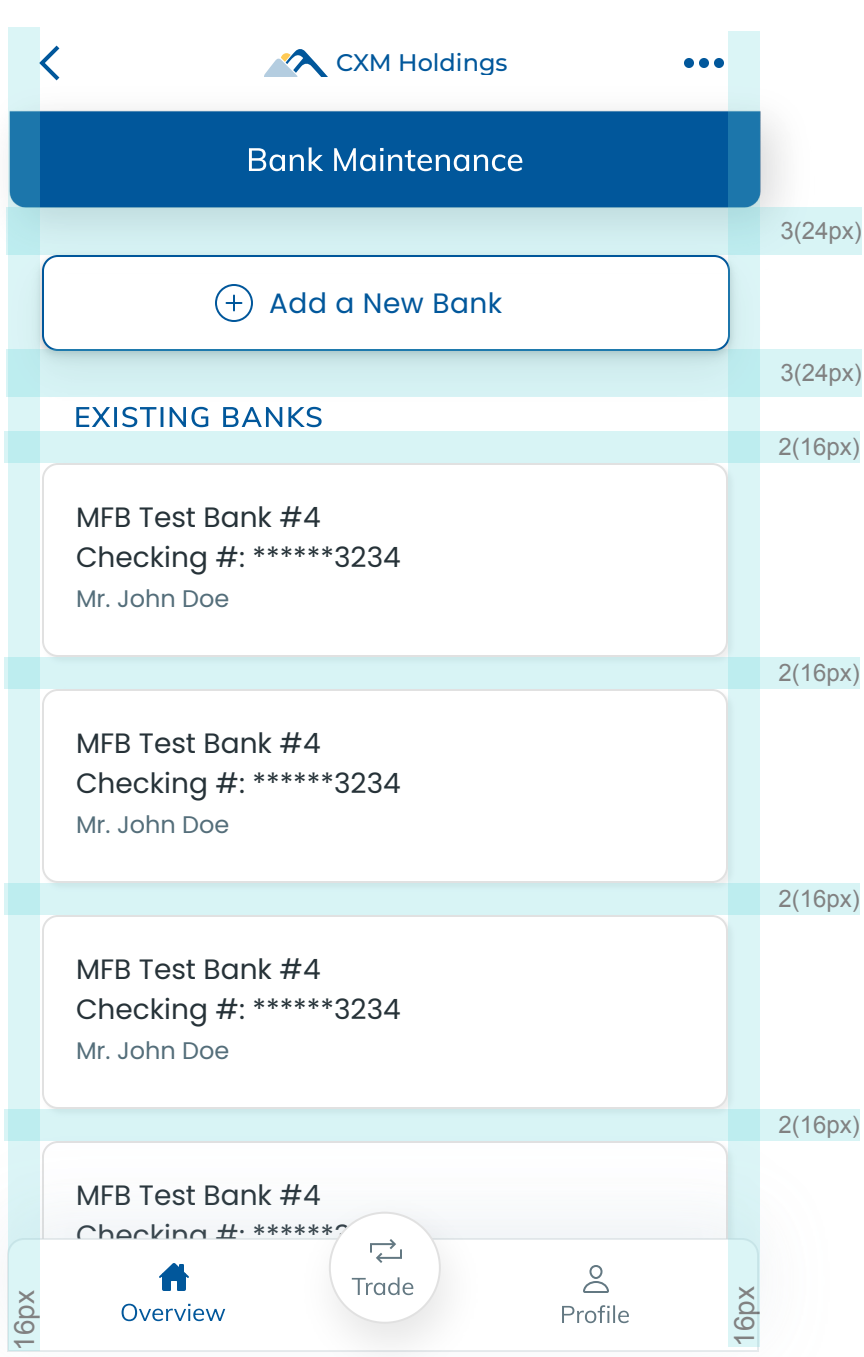 CXM Holdings
Bank Maintenance
3(24px)
Add a New Bank
3(24px)
EXISTING BANKS
2(16px)
MFB Test Bank #4
Checking #: ******3234
Mr. John Doe
2(16px)
MFB Test Bank #4
Checking #: ******3234
Mr. John Doe
2(16px)
MFB Test Bank #4
Checking #: ******3234
Mr. John Doe
2(16px)
MFB Test Bank #4
Checking #: ******3
Trade
Overview
Profile
16px
16px